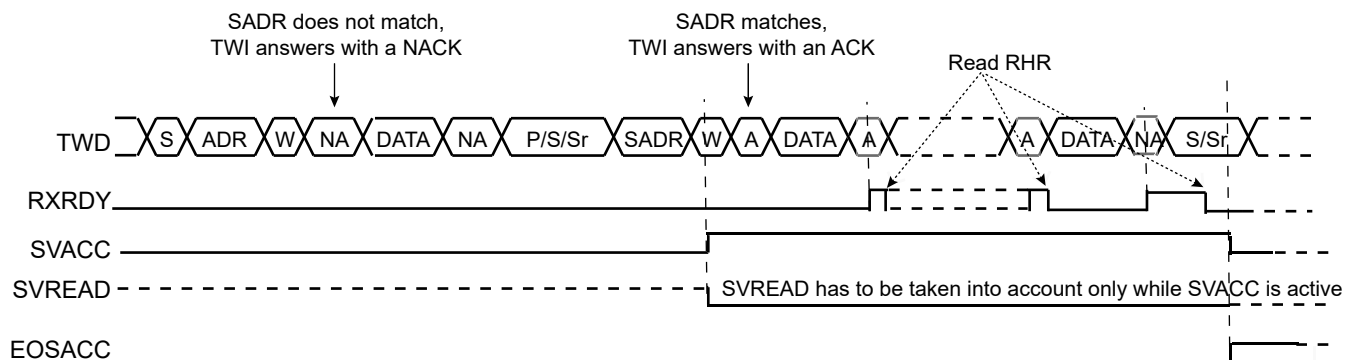 SADR does not match,
TWI answers with a NACK
SADR matches,
TWI answers with an ACK
Read RHR
TWD S ADR W NA DATA NA P/S/Sr SADR W A DATA A A DATA NA S/Sr
RXRDY
SVACC
SVREAD SVREAD has to be taken into account only while SVACC is active
EOSACC